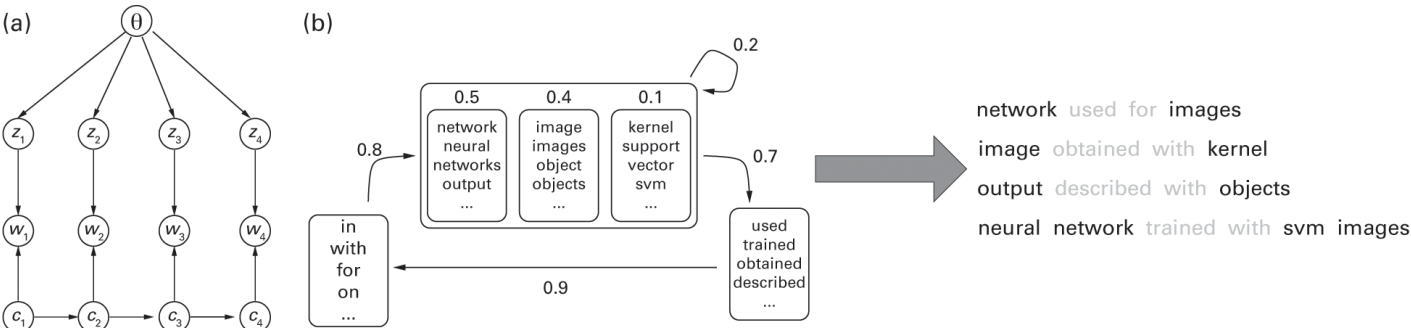 (a)
θ
z1 z2 z3 z4
w1 w2 w3 w4
c1 c2 c3 c4
(b)
0.2
0.5 0.4 0.1
network
neural
networks
output
...
image
images
object
objects
...
kernel
support
vector
svm
...
0.8
0.7
in
with
for
on
...
used
trained
obtained
described
...
0.9
network used for images
image obtained with kernel
output described with objects
neural network trained with svm images